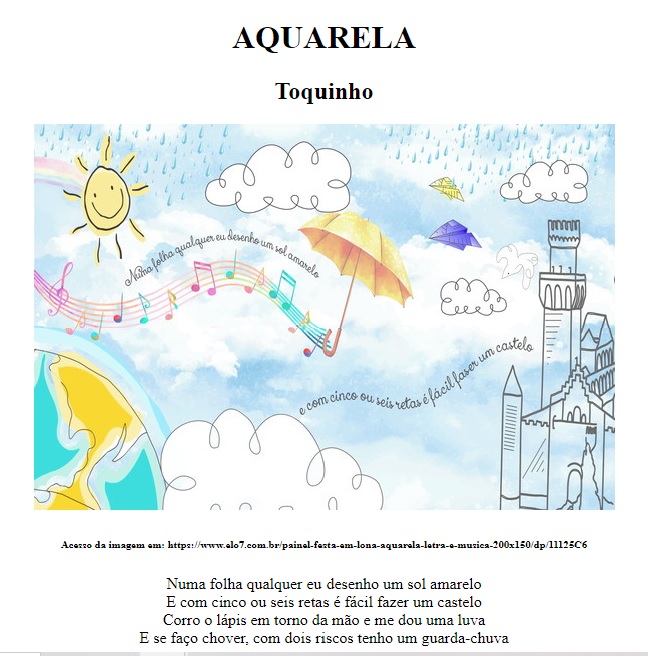 AQUARELA
Toquinho
Numa folha qualquer eu desenho um sol amarelo
e com cinco ou seis retas é fácil faser um castelo
Acesso da imagem em: https://www.elo7.com.br/painel-festa-em-lona-aquarela-letra-e-musica-200x150/dp/11125C6
Numa folha qualquer eu desenho um sol amarelo
E com cinco ou seis retas é fácil fazer um castelo
Corro o lápis em torno da mão e me dou uma luva
E se faço chover, com dois riscos tenho um guarda-chuva